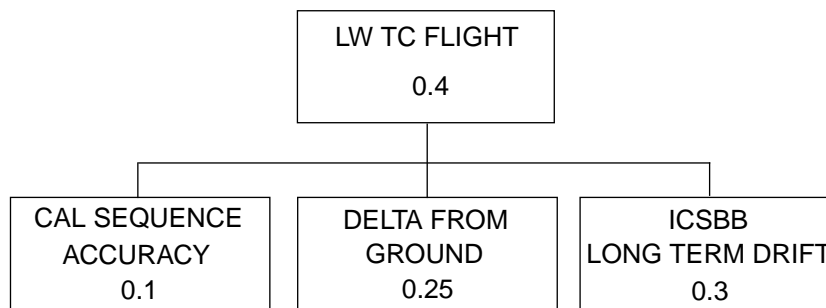 LW TC FLIGHT
0.4
CAL SEQUENCE
ACCURACY
0.1
DELTA FROM
GROUND
0.25
ICSBB
LONG TERM DRIFT
0.3